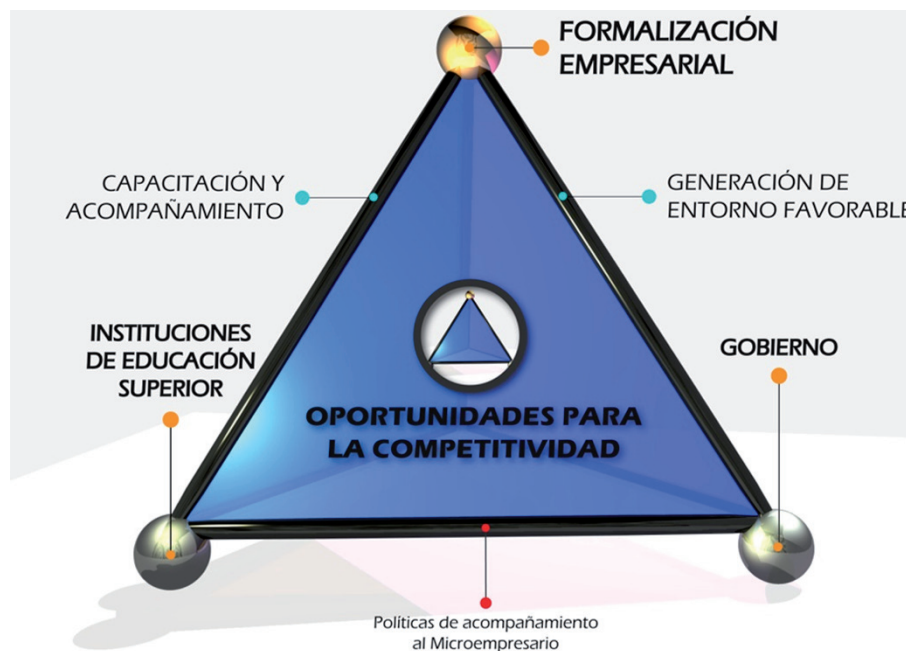 FORMALIZACIÓN
EMPRESARIAL
CAPACITACIÓN Y
ACOMPAÑAMIENTO
GENERACIÓN DE
ENTORNO FAVORABLE
INSTITUCIONES
DE EDUCACIÓN
SUPERIOR
GOBIERNO
OPORTUNIDADES PARA
LA COMPETITIVIDAD
Políticas de acompañamiento
al Microempresario